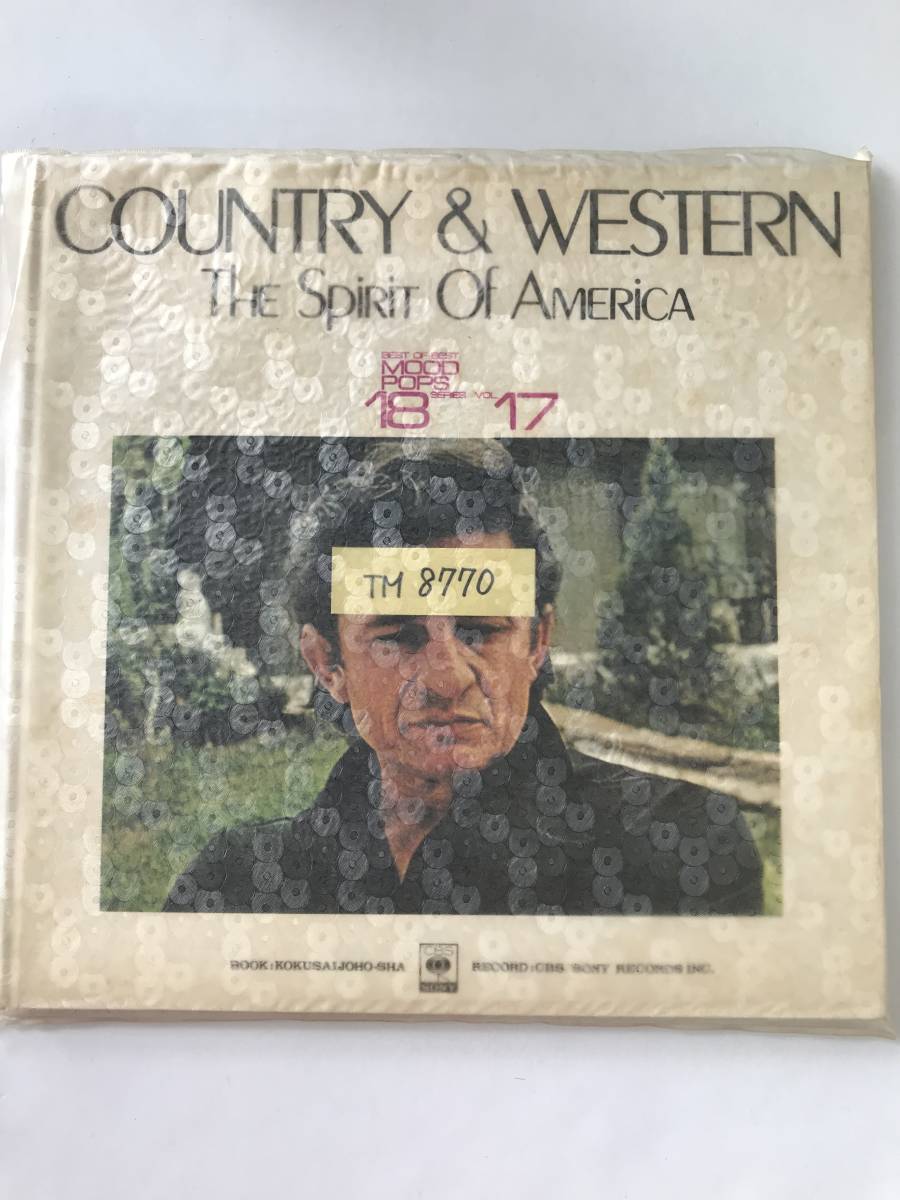 COUNTRY & WESTERN
The Spirit Of America
BEST OF BEST
MOOD
POPS
18 SERIES VOL 17
TM 8770
BOOK:KOKUSAIJOHO-SHA
CBS
SONY
RECORD:CBS SONY RECORDS INC.